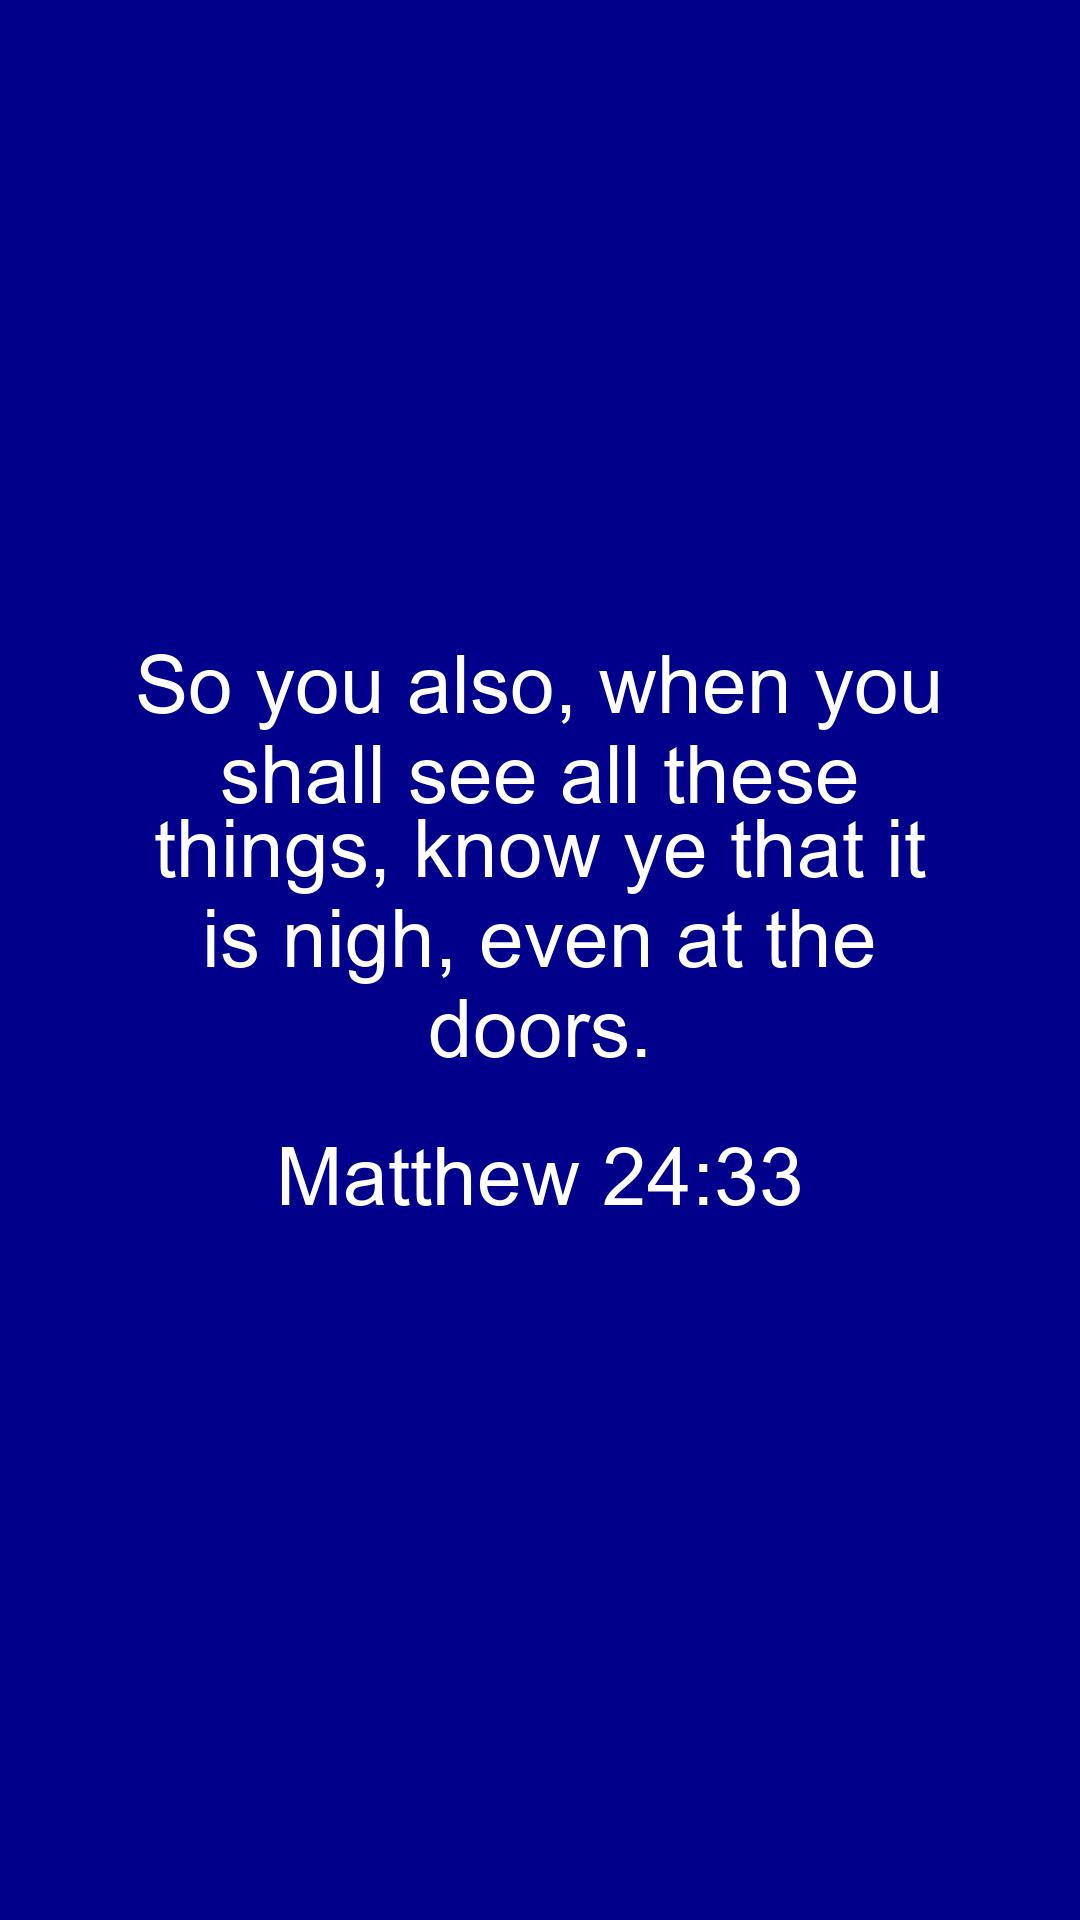 So you also, when you
shall see all these
things, know ye that it
is nigh, even at the
doors.
Matthew 24:33